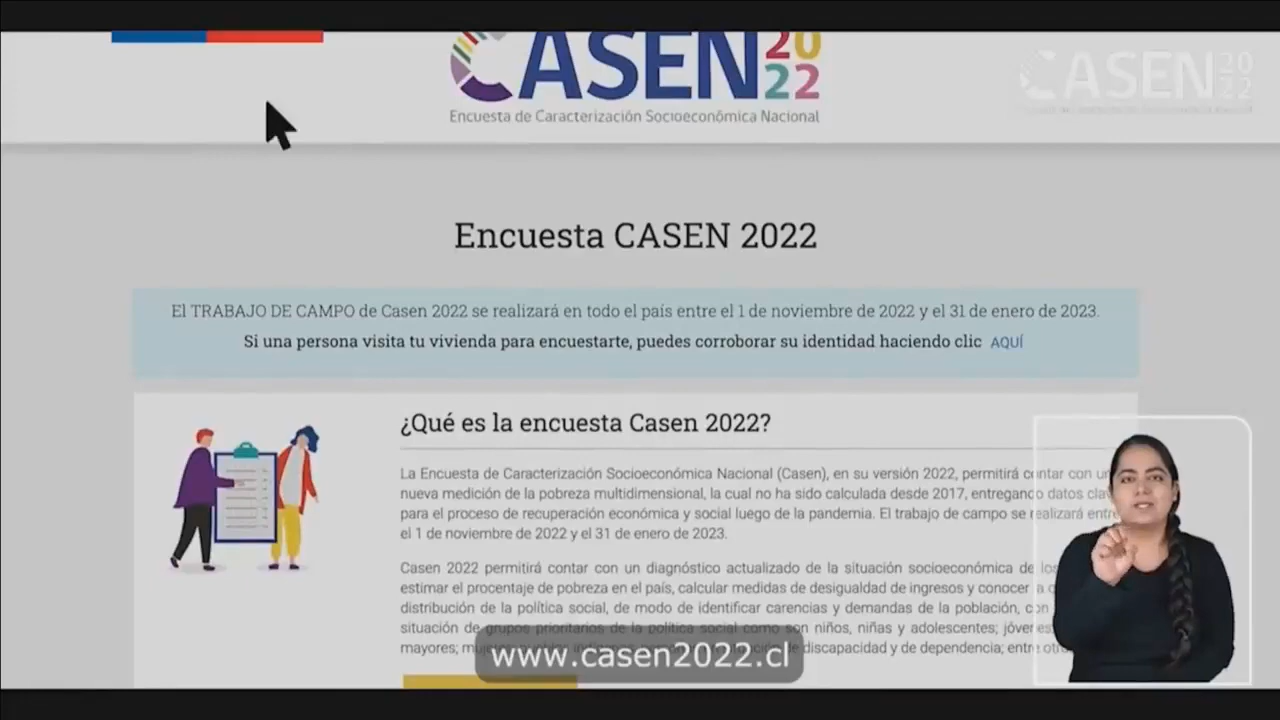 CASEN 2022
Encuesta de Caracterización Socioeconómica Nacional
CASEN 2022
Encuesta CASEN 2022
El TRABAJO DE CAMPO de Casen 2022 se realizará en todo el país entre el 1 de noviembre de 2022 y el 31 de enero de 2023.
Si una persona visita tu vivienda para encuestarte, puedes corroborar su identidad haciendo clic AQUÍ
¿Qué es la encuesta Casen 2022?
La Encuesta de Caracterización Socioeconómica Nacional (Casen), en su versión 2022, permitirá contar con
nueva medición de la pobreza multidimensional, la cual no ha sido calculada desde 2017, entregando datos
para el proceso de recuperación económica y social luego de la pandemia. El trabajo de campo se realizará
el 1 de noviembre de 2022 y el 31 de enero de 2023.
Casen 2022 permitirá contar con un diagnóstico actualizado de la situación socioeconómica de
estimar el porcentaje de pobreza en el país, calcular medidas de desigualdad de ingresos y conocer
distribución de la política social, de modo de identificar carencias y demandas de la población,
situación de grupos prioritarios de la política social como son niños, niñas y adolescentes;
mayores; de discapacidad y de dependencia; entre
www.casen2022.cl